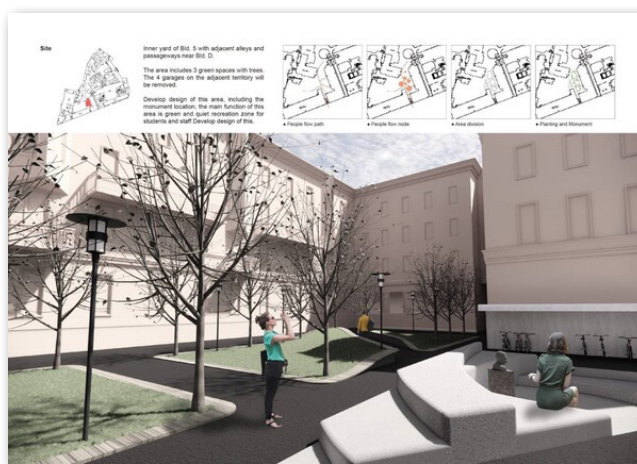 Site
Inner yard of Bld. 5 with adjacent alleys and
passageways near Bld. D.
The area includes 3 green spaces with trees.
The 4 garages on the adjacent territory will
be removed.
Develop design of this area, including the
monument location, the main function of this
area is green and quiet recreation zone for
students and staff Develop design of this.
● People flow path
● People flow node
● Area division
● Planting and Monument